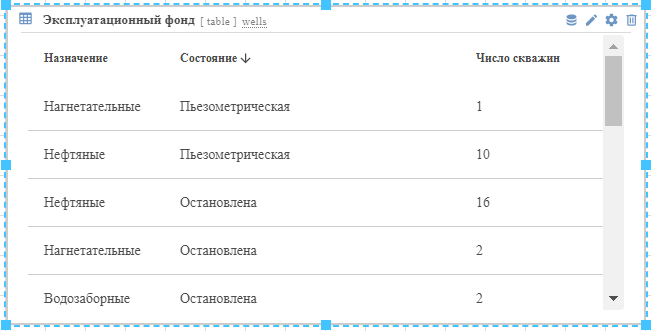 Эксплуатационный фонд [ table ] wells
Назначение Состояние Число скважин
Нагнетательные Пьезометрическая 1
Нефтяные Пьезометрическая 10
Нефтяные Остановлена 16
Нагнетательные Остановлена 2
Водозаборные Остановлена 2